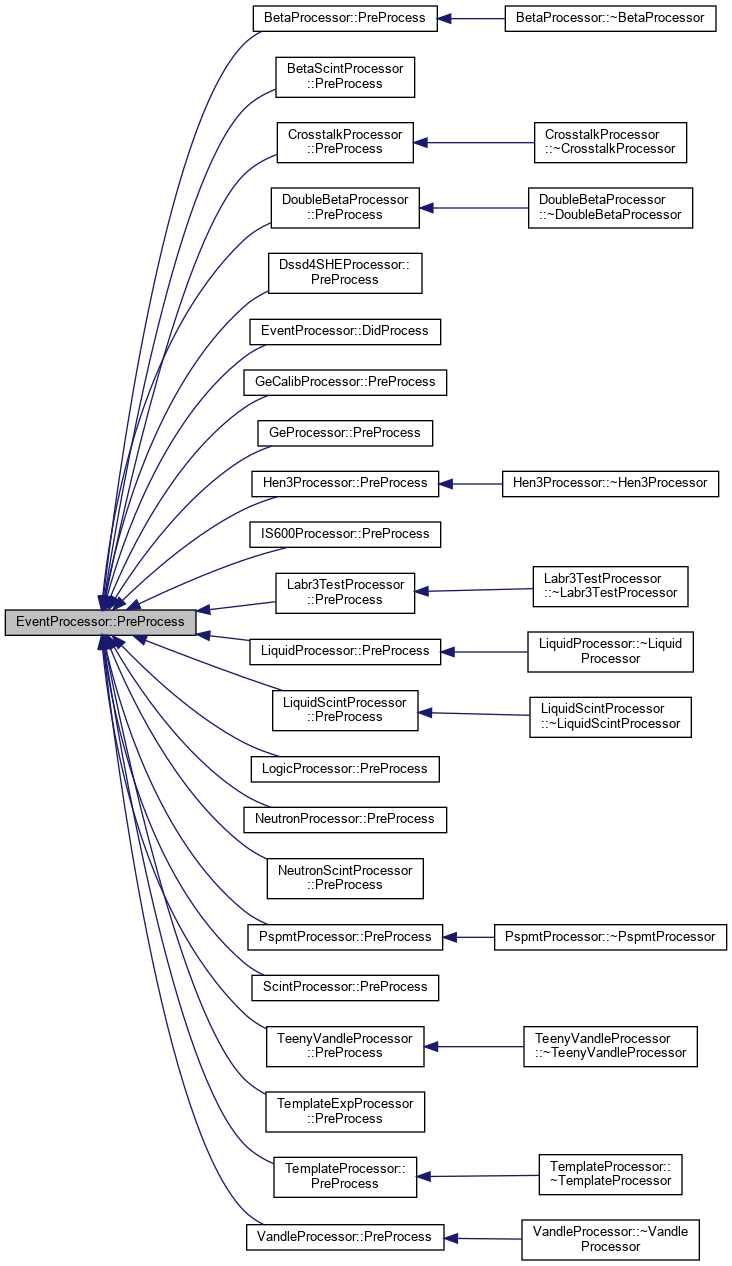 BetaProcessor::PreProcess
BetaProcessor::~BetaProcessor
BetaScintProcessor
::PreProcess
CrosstalkProcessor
::PreProcess
CrosstalkProcessor
::~CrosstalkProcessor
DoubleBetaProcessor
::PreProcess
DoubleBetaProcessor
::~DoubleBetaProcessor
Dssd4SHEProcessor::
PreProcess
EventProcessor::DidProcess
GeCalibProcessor::PreProcess
GeProcessor::PreProcess
Hen3Processor::PreProcess
Hen3Processor::~Hen3Processor
IS600Processor::PreProcess
Labr3TestProcessor
::PreProcess
Labr3TestProcessor
::~Labr3TestProcessor
EventProcessor::PreProcess
LiquidProcessor::PreProcess
LiquidProcessor::~Liquid
Processor
LiquidScintProcessor
::PreProcess
LiquidScintProcessor
::~LiquidScintProcessor
LogicProcessor::PreProcess
NeutronProcessor::PreProcess
NeutronScintProcessor
::PreProcess
PspmtProcessor::PreProcess
PspmtProcessor::~PspmtProcessor
ScintProcessor::PreProcess
TeenyVandleProcessor
::PreProcess
TeenyVandleProcessor
::~TeenyVandleProcessor
TemplateExpProcessor
::PreProcess
TemplateProcessor::
PreProcess
TemplateProcessor::
~TemplateProcessor
VandleProcessor::PreProcess
VandleProcessor::~Vandle
Processor